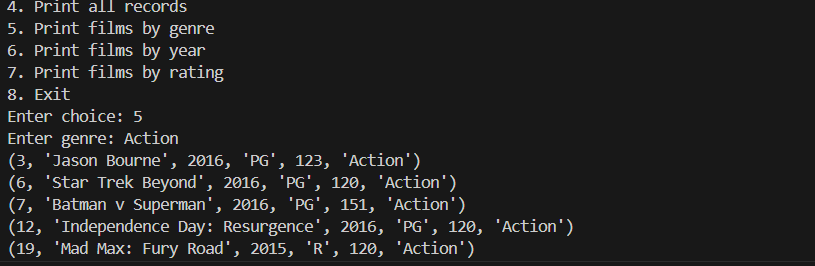 4. Print all records
5. Print films by genre
6. Print films by year
7. Print films by rating
8. Exit
Enter choice: 5
Enter genre: Action
(3, 'Jason Bourne', 2016, 'PG', 123, 'Action')
(6, 'Star Trek Beyond', 2016, 'PG', 120, 'Action')
(7, 'Batman v Superman', 2016, 'PG', 151, 'Action')
(12, 'Independence Day: Resurgence', 2016, 'PG', 120, 'Action')
(19, 'Mad Max: Fury Road', 2015, 'R', 120, 'Action')